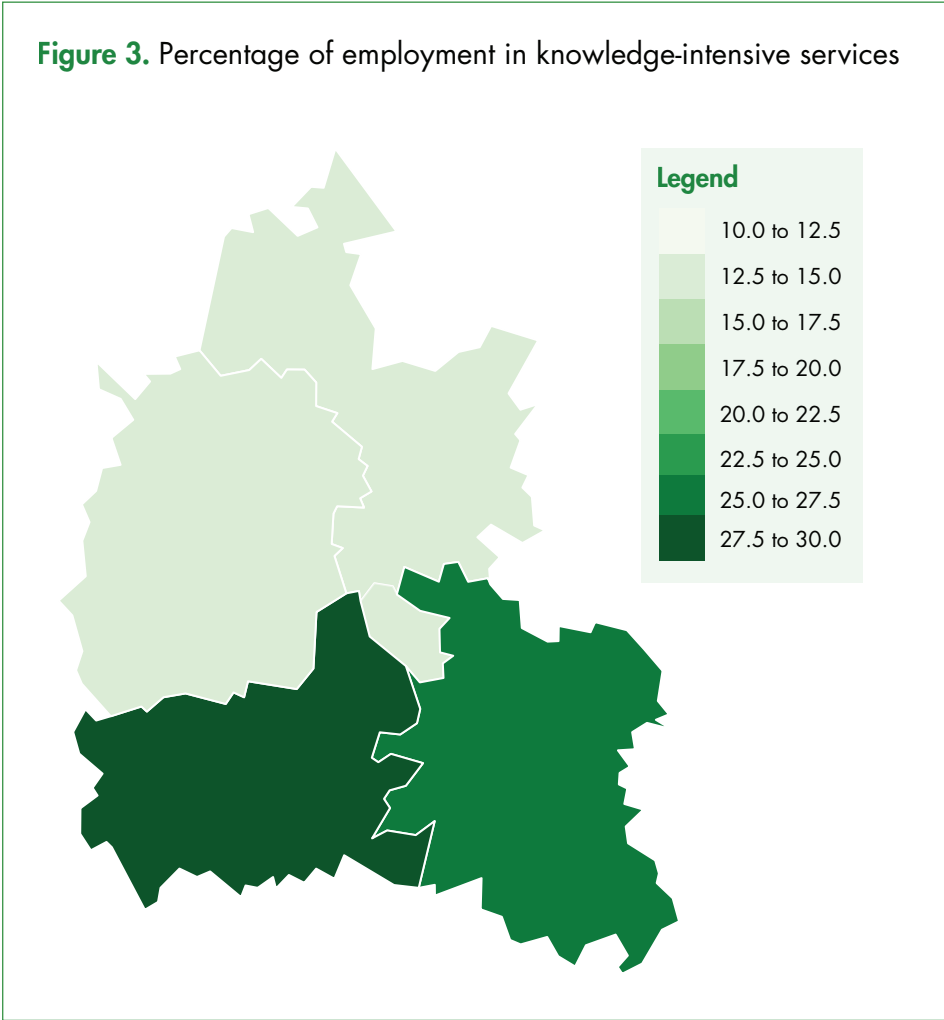 Figure 3. Percentage of employment in knowledge-intensive services
Legend
10.0 to 12.5
12.5 to 15.0
15.0 to 17.5
17.5 to 20.0
20.0 to 22.5
22.5 to 25.0
25.0 to 27.5
27.5 to 30.0